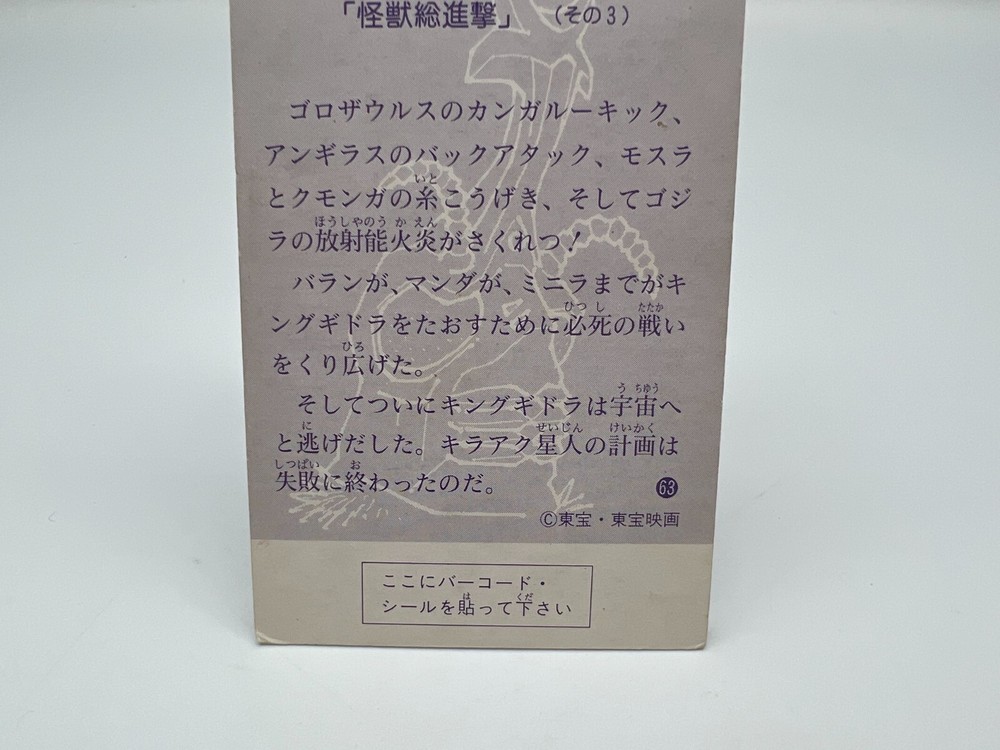 「怪獣総進撃」 （その3）
ゴロザウルスのカンガルーキック、
アンギラスのバックアタック、モスラ
とクモンガの糸こうげき、そしてゴジ
ラの放射能火炎がさくれつ！
バランが、マンダが、ミニラまでがキ
ングギドラをたおすために必死の戦い
をくり広げた。
そしてついにキングギドラは宇宙へ
と逃げだした。キラアク星人の計画は
失敗に終わったのだ。
63
©東宝・東宝映画
ここにバーコード・
シールを貼って下さい